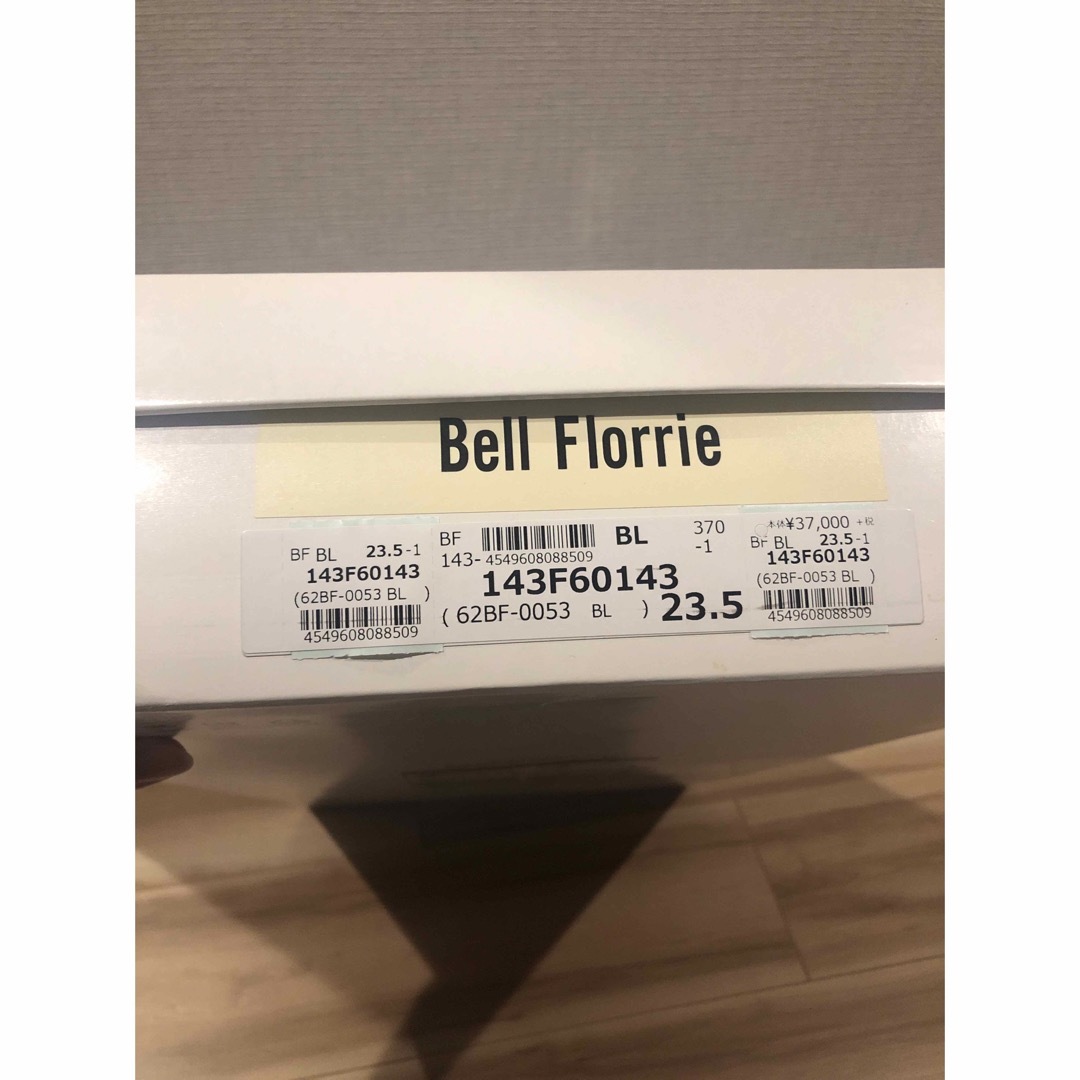 Bell Florrie
BF BL 23.5-1
143F60143
(62BF-0053 BL )
4549608088509
BF BL 370
143- 4549608088509 -1
143F60143
( 62BF-0053 BL ) 23.5
本体¥37,000 +税
BF BL 23.5-1
143F60143
(62BF-0053 BL )
4549608088509